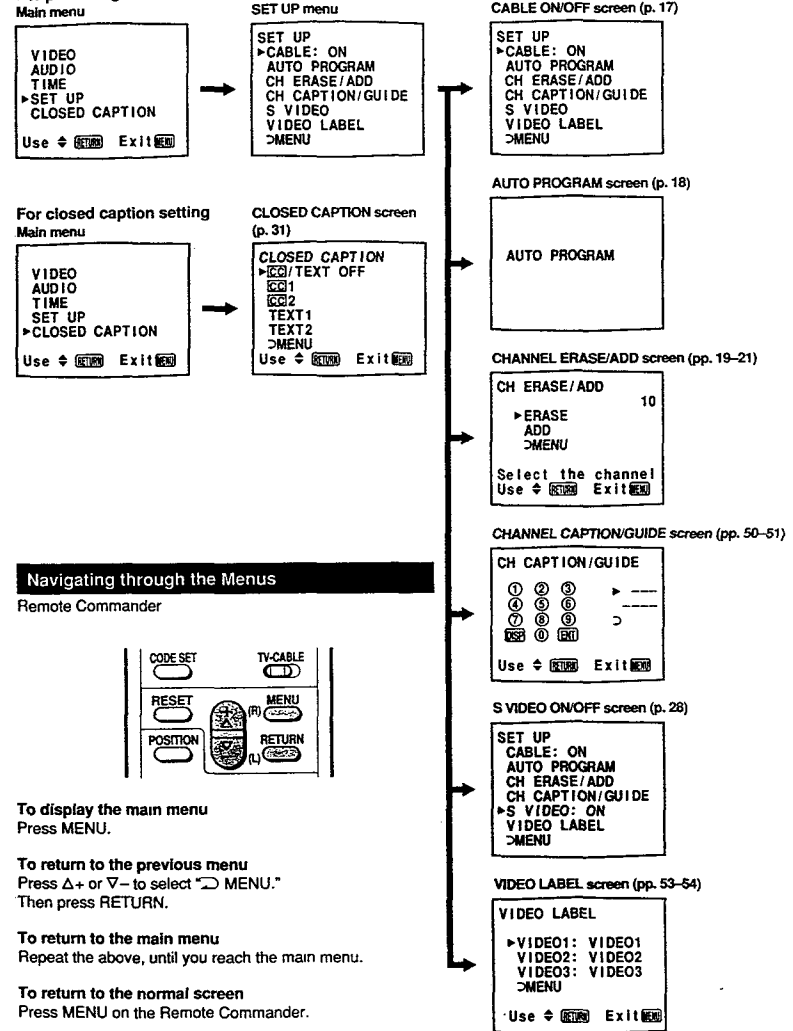 Main menu
VIDEO
AUDIO
TIME
▶SET UP
CLOSED CAPTION
Use ♦ RETURN Exit MENU
SET UP menu
SET UP
▶CABLE: ON
AUTO PROGRAM
CH ERASE/ADD
CH CAPTION/GUIDE
S VIDEO
VIDEO LABEL
⊃MENU
CABLE ON/OFF screen (p. 17)
SET UP
▶CABLE: ON
AUTO PROGRAM
CH ERASE/ADD
CH CAPTION/GUIDE
S VIDEO
VIDEO LABEL
⊃MENU
AUTO PROGRAM screen (p. 18)
AUTO PROGRAM
For closed caption setting
Main menu
VIDEO
AUDIO
TIME
SET UP
▶CLOSED CAPTION
Use ♦ RETURN Exit MENU
CLOSED CAPTION screen
(p. 31)
CLOSED CAPTION
▶CC/TEXT OFF
CC1
CC2
TEXT1
TEXT2
⊃MENU
Use ♦ RETURN Exit MENU
CHANNEL ERASE/ADD screen (pp. 19–21)
CH ERASE/ADD
10
▶ERASE
ADD
⊃MENU
Select the channel
Use ♦ RETURN Exit MENU
CHANNEL CAPTION/GUIDE screen (pp. 50–51)
CH CAPTION/GUIDE
① ② ③ ▶ ----
④ ⑤ ⑥ -----
⑦ ⑧ ⑨ ⊃
DISP ⓪ ENT
Use ♦ RETURN Exit MENU
S VIDEO ON/OFF screen (p. 28)
SET UP
CABLE: ON
AUTO PROGRAM
CH ERASE/ADD
CH CAPTION/GUIDE
▶S VIDEO: ON
VIDEO LABEL
⊃MENU
VIDEO LABEL screen (pp. 53–54)
VIDEO LABEL
▶VIDEO1: VIDEO1
VIDEO2: VIDEO2
VIDEO3: VIDEO3
⊃MENU
Use ♦ RETURN Exit MENU
Navigating through the Menus
Remote Commander
CODE SET TV-CABLE
RESET + △ (R) MENU
POSITION ▽ − (L) RETURN
To display the main menu
Press MENU.
To return to the previous menu
Press △+ or ▽− to select "⊃ MENU."
Then press RETURN.
To return to the main menu
Repeat the above, until you reach the main menu.
To return to the normal screen
Press MENU on the Remote Commander.